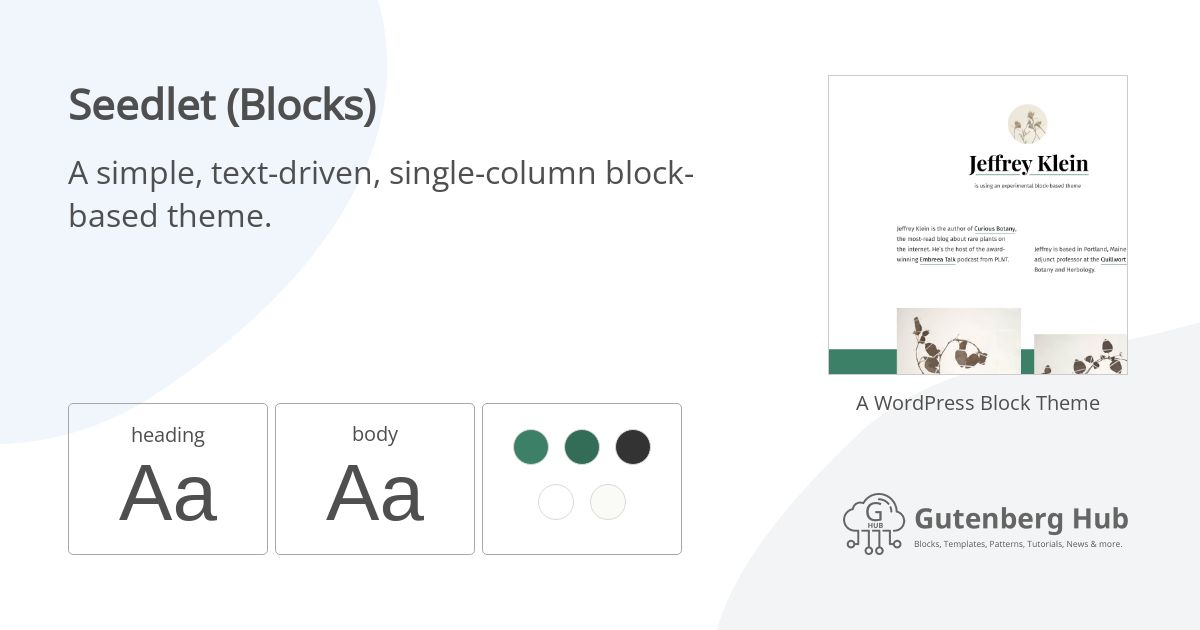 Seedlet (Blocks)
A simple, text-driven, single-column block-
based theme.
heading
Aa
body
Aa
Jeffrey Klein
is using an experimental block-based theme
Jeffrey Klein is the author of Curious Botany,
the most-read blog about rare plants on
the internet. He's the host of the award-
winning Embreea Talk podcast from PLNT.
Jeffrey is based in Portland, Maine
adjunct professor at the Quillwort
Botany and Herbology.
A WordPress Block Theme
G
HUB
Gutenberg Hub
Blocks, Templates, Patterns, Tutorials, News & more.